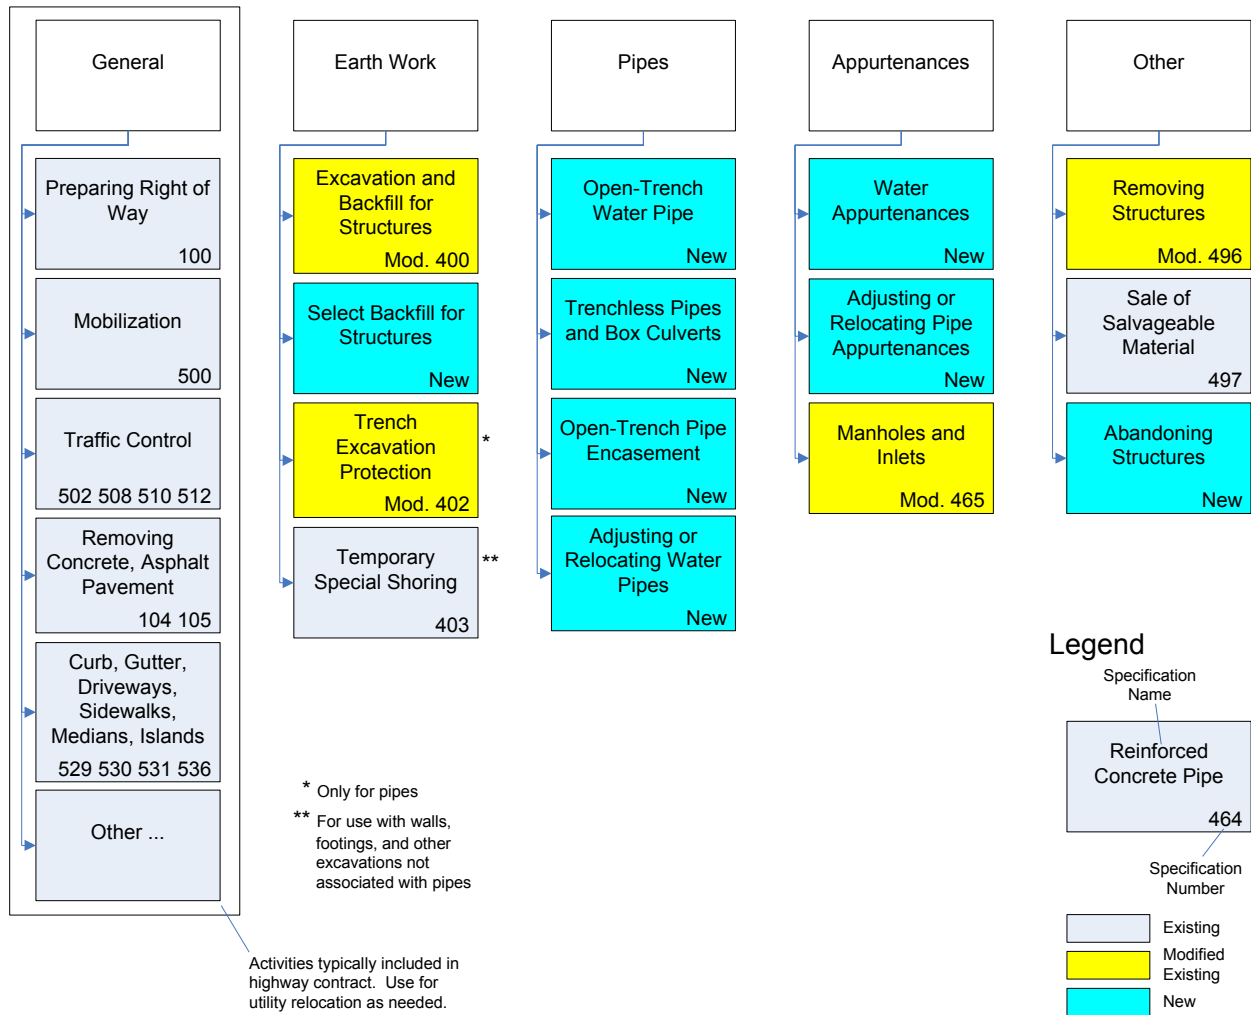 General
Preparing Right of
Way
100
Mobilization
500
Traffic Control
502 508 510 512
Removing
Concrete, Asphalt
Pavement
104 105
Curb, Gutter,
Driveways,
Sidewalks,
Medians, Islands
529 530 531 536
Other ...
Activities typically included in
highway contract.  Use for
utility relocation as needed.
Earth Work
Excavation and
Backfill for
Structures
Mod. 400
Select Backfill for
Structures
New
Trench
Excavation
Protection
Mod. 402
*
Temporary
Special Shoring
403
**
* Only for pipes
** For use with walls,
footings, and other
excavations not
associated with pipes
Pipes
Open-Trench
Water Pipe
New
Trenchless Pipes
and Box Culverts
New
Open-Trench Pipe
Encasement
New
Adjusting or
Relocating Water
Pipes
New
Appurtenances
Water
Appurtenances
New
Adjusting or
Relocating Pipe
Appurtenances
New
Manholes and
Inlets
Mod. 465
Other
Removing
Structures
Mod. 496
Sale of
Salvageable
Material
497
Abandoning
Structures
New
Legend
Specification
Name
Reinforced
Concrete Pipe
464
Specification
Number
Existing
Modified
Existing
New